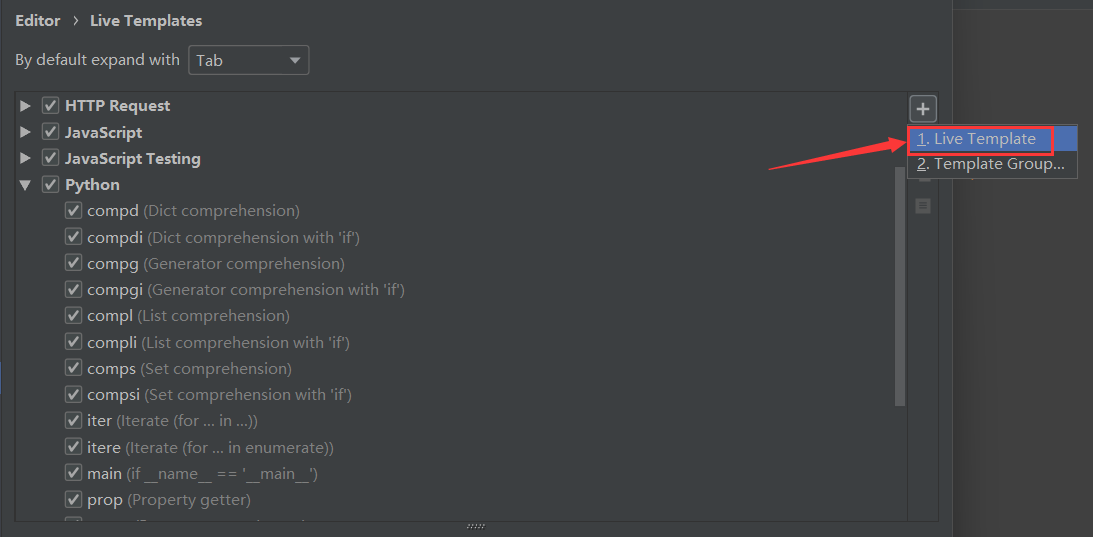 Editor › Live Templates
By default expand with Tab
HTTP Request
JavaScript
1. Live Template
JavaScript Testing
2. Template Group...
Python
compd (Dict comprehension)
compdi (Dict comprehension with 'if')
compg (Generator comprehension)
compgi (Generator comprehension with 'if')
compl (List comprehension)
compli (List comprehension with 'if')
comps (Set comprehension)
compsi (Set comprehension with 'if')
iter (Iterate (for ... in ...))
itere (Iterate (for ... in enumerate))
main (if __name__ == '__main__')
prop (Property getter)